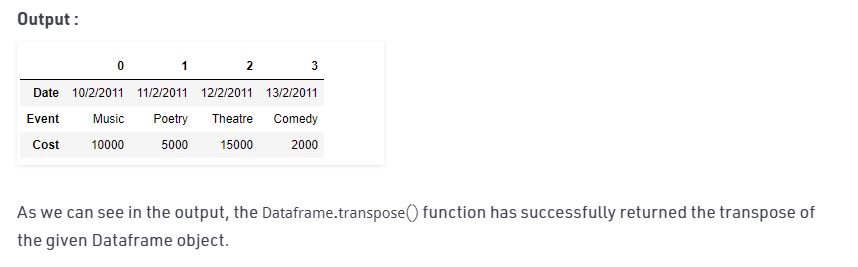 Output :
0 1 2 3
Date 10/2/2011 11/2/2011 12/2/2011 13/2/2011
Event Music Poetry Theatre Comedy
Cost 10000 5000 15000 2000
As we can see in the output, the Dataframe.transpose() function has successfully returned the transpose of
the given Dataframe object.